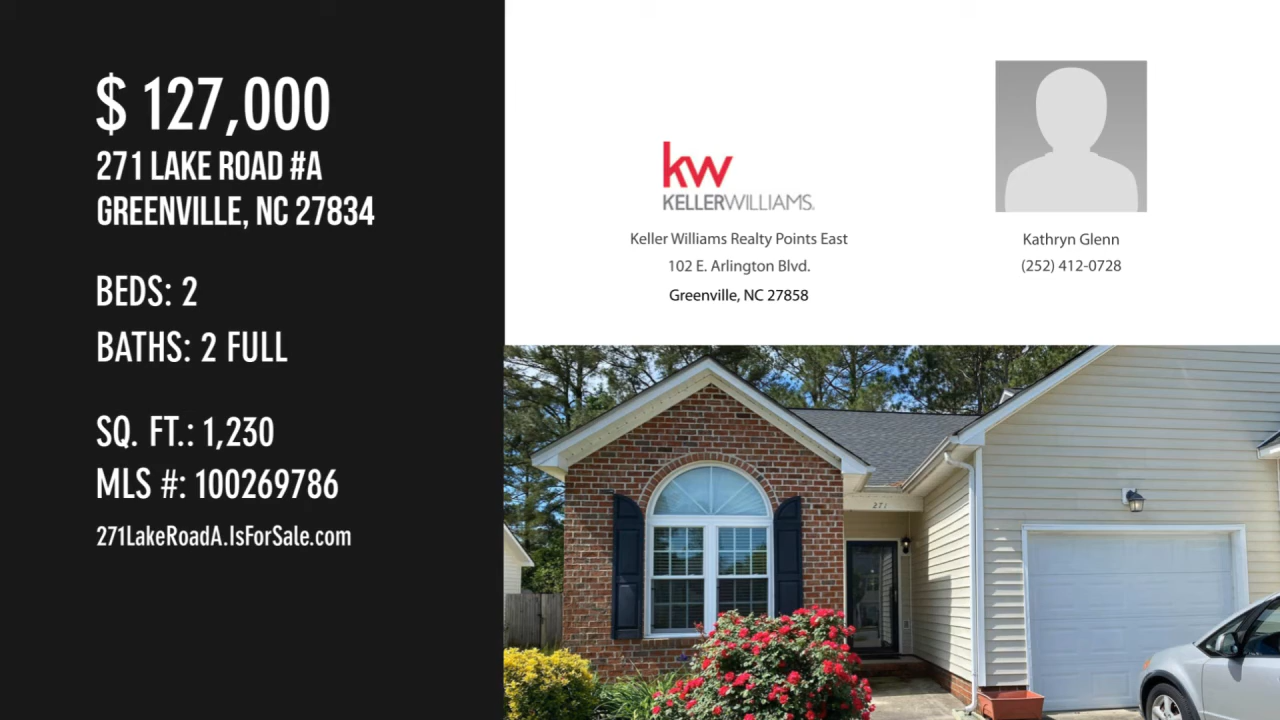 $ 127,000
271 LAKE ROAD #A
GREENVILLE, NC 27834
BEDS: 2
BATHS: 2 FULL
SQ. FT.: 1,230
MLS #: 100269786
271LakeRoadA.IsForSale.com
kw
KELLERWILLIAMS.
Keller Williams Realty Points East
102 E. Arlington Blvd.
Greenville, NC 27858
Kathryn Glenn
(252) 412-0728
271